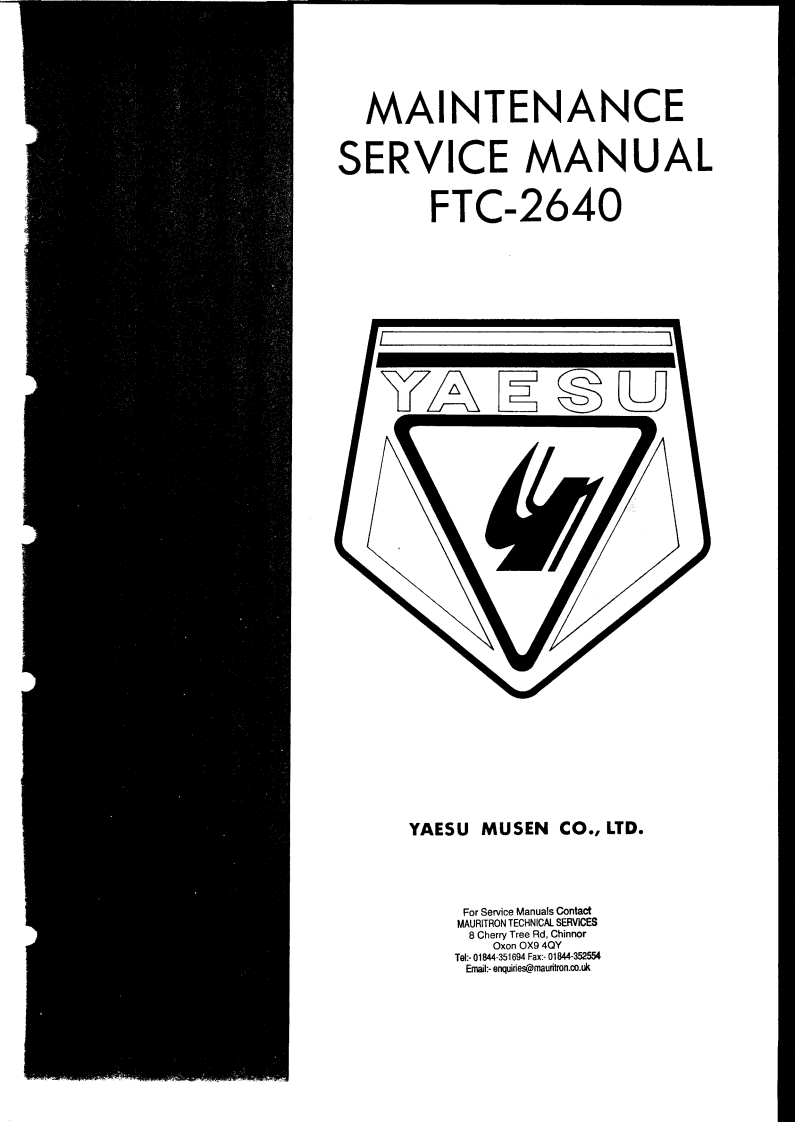 MAINTENANCE
SERVICE MANUAL
FTC-2640
YAESU
YAESU MUSEN CO., LTD.
For Service Manuals Contact
MAURITRON TECHNICAL SERVICES
8 Cherry Tree Rd, Chinnor
Oxon OX9 4QY
Tel:- 01844-351694 Fax:- 01844-352554
Email:- enquiries@mauritron.co.uk